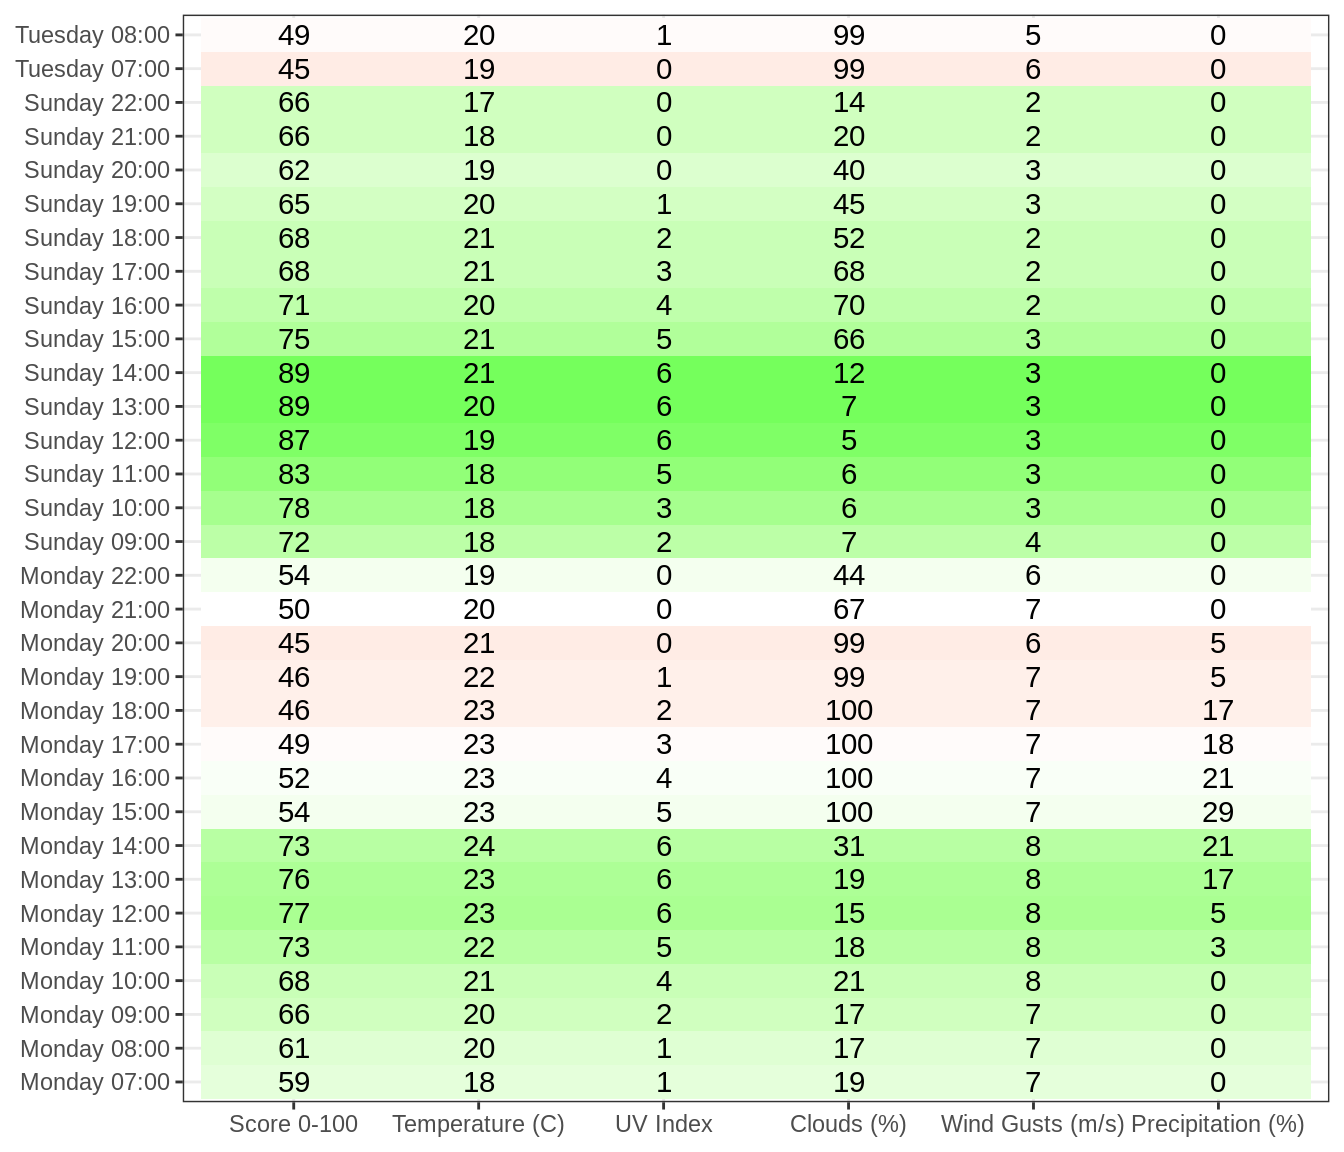 Tuesday 08:00 49 20 1 99 5 0
Tuesday 07:00 45 19 0 99 6 0
Sunday 22:00 66 17 0 14 2 0
Sunday 21:00 66 18 0 20 2 0
Sunday 20:00 62 19 0 40 3 0
Sunday 19:00 65 20 1 45 3 0
Sunday 18:00 68 21 2 52 2 0
Sunday 17:00 68 21 3 68 2 0
Sunday 16:00 71 20 4 70 2 0
Sunday 15:00 75 21 5 66 3 0
Sunday 14:00 89 21 6 12 3 0
Sunday 13:00 89 20 6 7 3 0
Sunday 12:00 87 19 6 5 3 0
Sunday 11:00 83 18 5 6 3 0
Sunday 10:00 78 18 3 6 3 0
Sunday 09:00 72 18 2 7 4 0
Monday 22:00 54 19 0 44 6 0
Monday 21:00 50 20 0 67 7 0
Monday 20:00 45 21 0 99 6 5
Monday 19:00 46 22 1 99 7 5
Monday 18:00 46 23 2 100 7 17
Monday 17:00 49 23 3 100 7 18
Monday 16:00 52 23 4 100 7 21
Monday 15:00 54 23 5 100 7 29
Monday 14:00 73 24 6 31 8 21
Monday 13:00 76 23 6 19 8 17
Monday 12:00 77 23 6 15 8 5
Monday 11:00 73 22 5 18 8 3
Monday 10:00 68 21 4 21 8 0
Monday 09:00 66 20 2 17 7 0
Monday 08:00 61 20 1 17 7 0
Monday 07:00 59 18 1 19 7 0
Score 0-100 Temperature (C) UV Index Clouds (%) Wind Gusts (m/s) Precipitation (%)